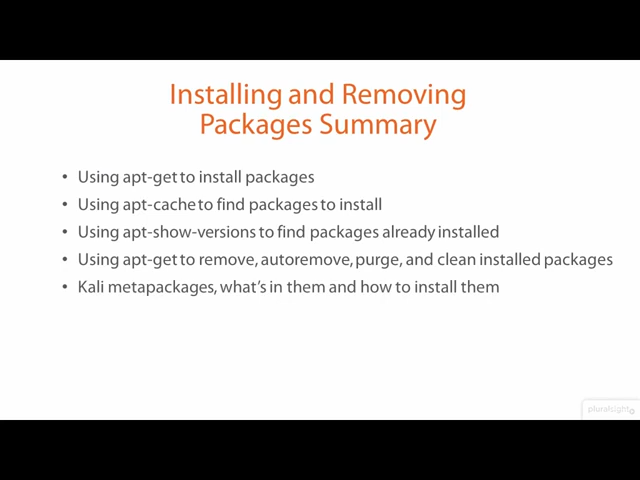 Installing and Removing
Packages Summary
• Using apt-get to install packages
• Using apt-cache to find packages to install
• Using apt-show-versions to find packages already installed
• Using apt-get to remove, autoremove, purge, and clean installed packages
• Kali metapackages, what's in them and how to install them
pluralsight